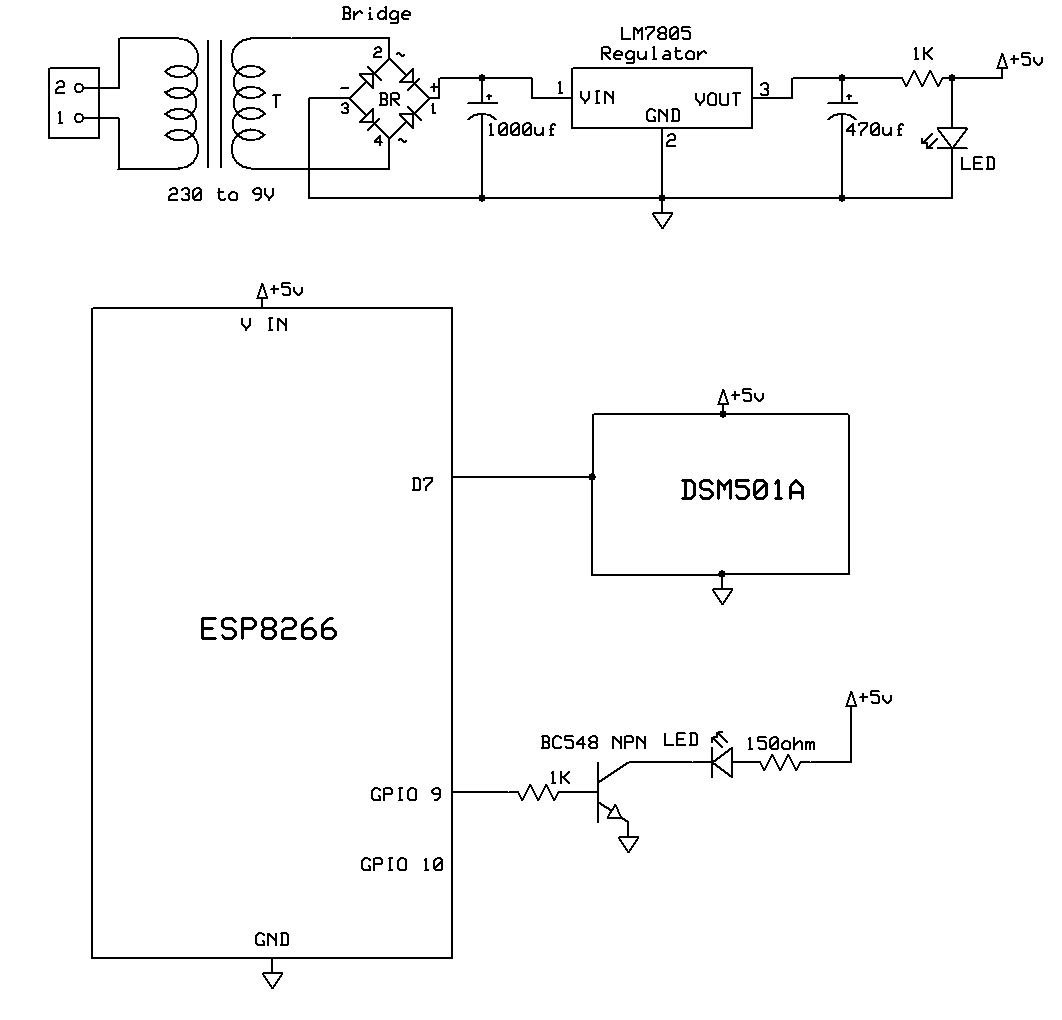 Bridge
LM7805
Regulator
1K
+5v
2
~
2
1
T
-
3
BR
+
1
4
~
+
1000uf
1
VIN
VOUT
3
GND
2
+
470uf
LED
230 to 9V
+5v
V IN
+5v
D7
DSM501A
ESP8266
+5v
BC548 NPN
LED
150ohm
1K
GPIO 9
GPIO 10
GND